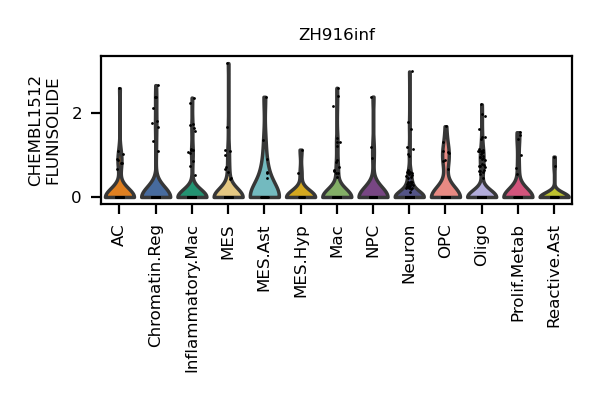 ZH916inf
CHEMBL1512
FLUNISOLIDE
2
0
AC
Chromatin.Reg
Inflammatory.Mac
MES
MES.Ast
MES.Hyp
Mac
NPC
Neuron
OPC
Oligo
Prolif.Metab
Reactive.Ast